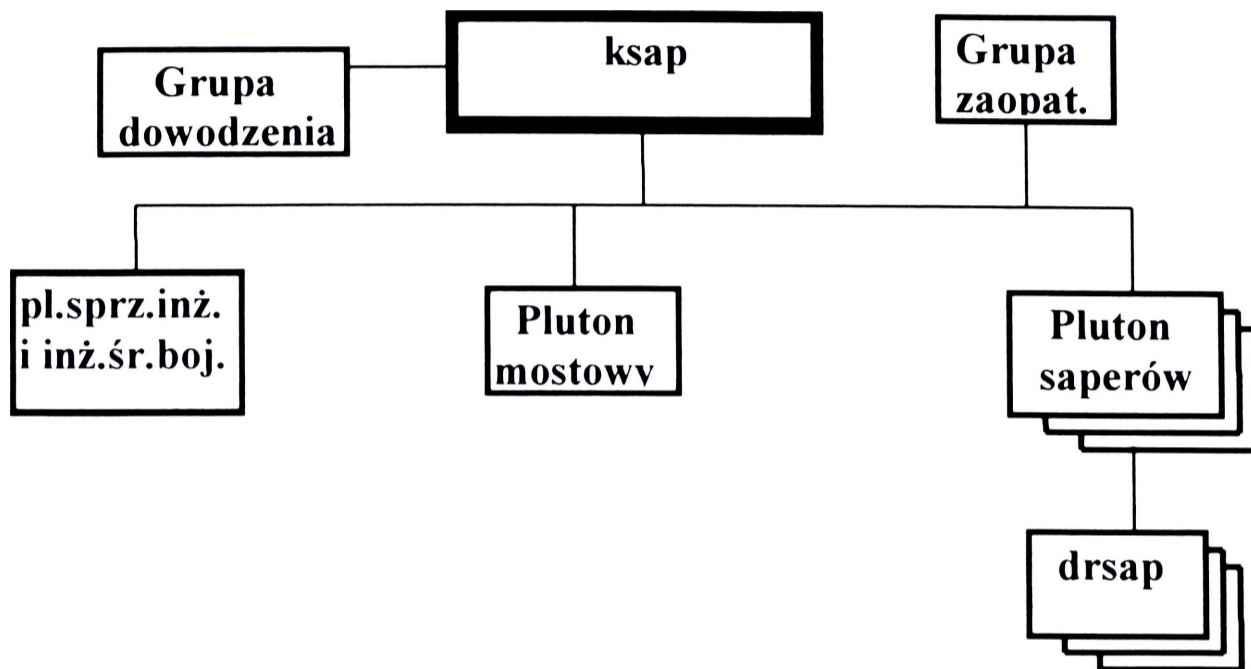 ksap
Grupa
dowodzenia
Grupa
zaopat.
pl.sprz.inż.
i inż.śr.boj.
Pluton
mostowy
Pluton
saperów
drsap